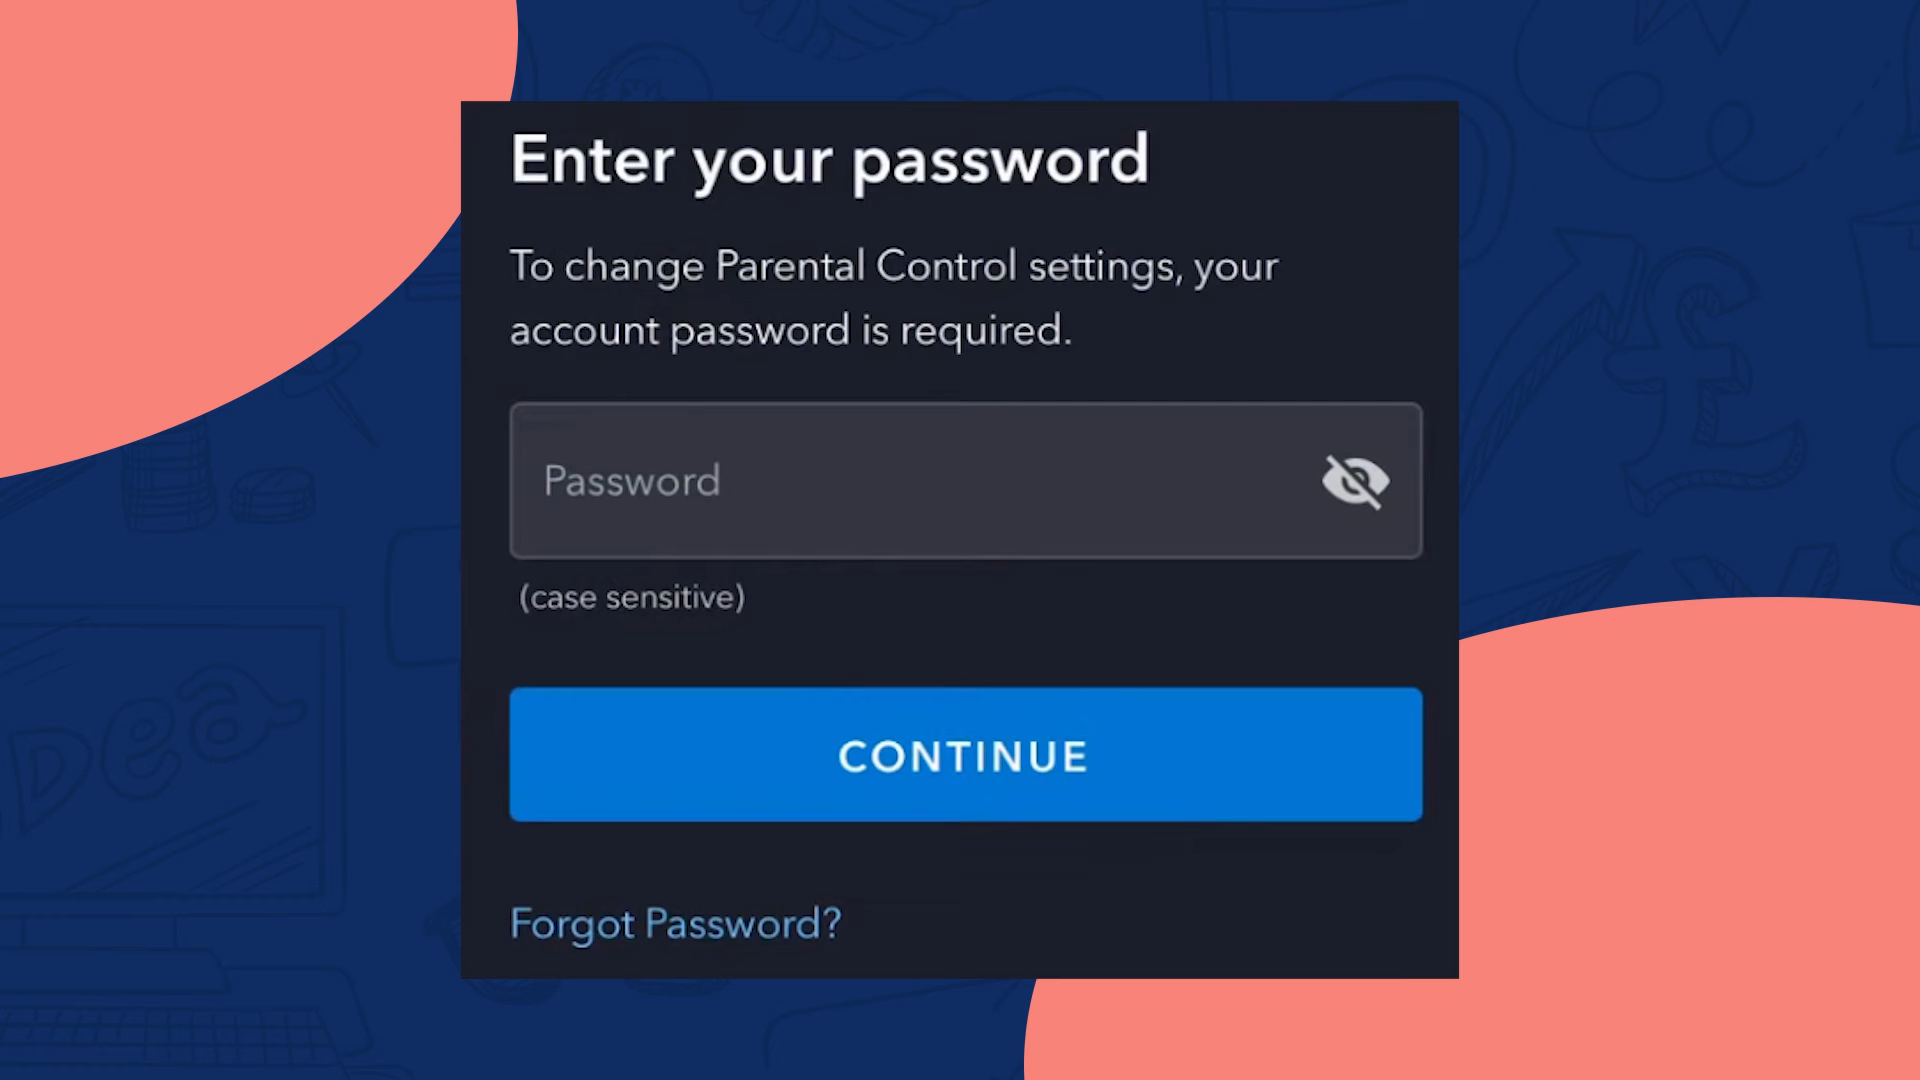 Enter your password
To change Parental Control settings, your
account password is required.
Password
(case sensitive)
CONTINUE
Forgot Password?
Dea